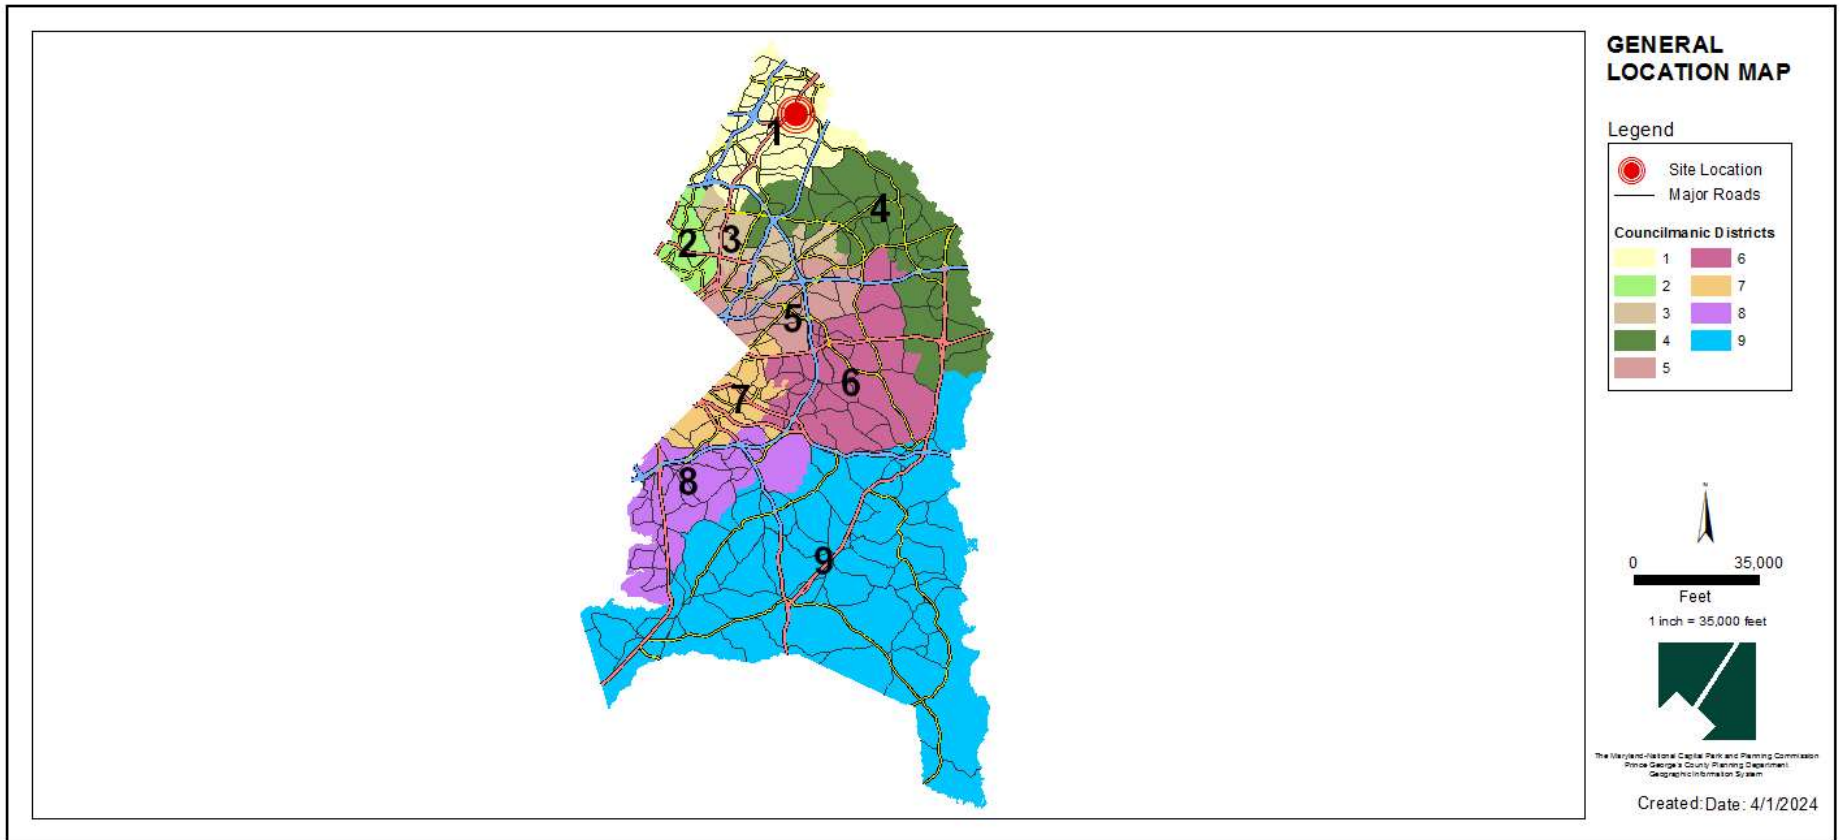 GENERAL
LOCATION MAP
Legend
Site Location
Major Roads
Councilmanic Districts
1 6
2 7
3 8
4 9
5
1
4
2
3
5
6
7
8
9
N
0 35,000
Feet
1 inch = 35,000 feet
The Maryland-National Capital Park and Planning Commission
Prince George's County Planning Department
Geographic Information System
Created: Date: 4/1/2024